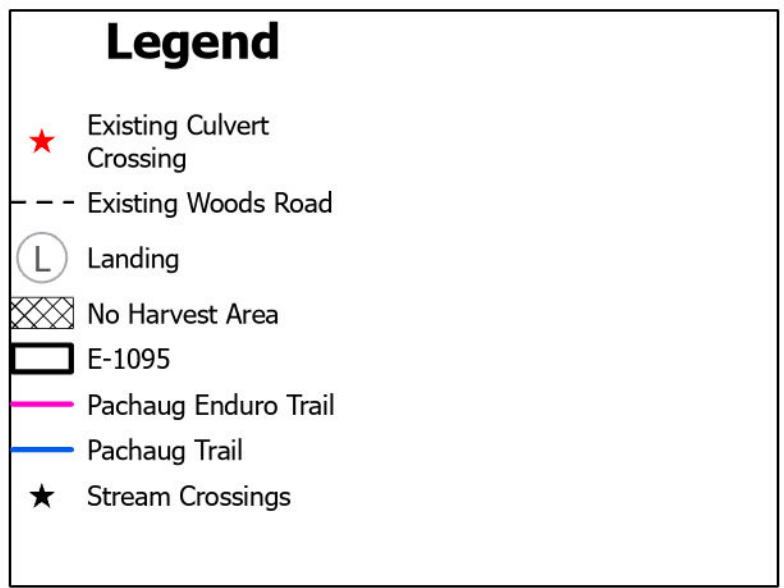 Legend
Existing Culvert
Crossing
Existing Woods Road
L
Landing
No Harvest Area
E-1095
Pachaug Enduro Trail
Pachaug Trail
Stream Crossings